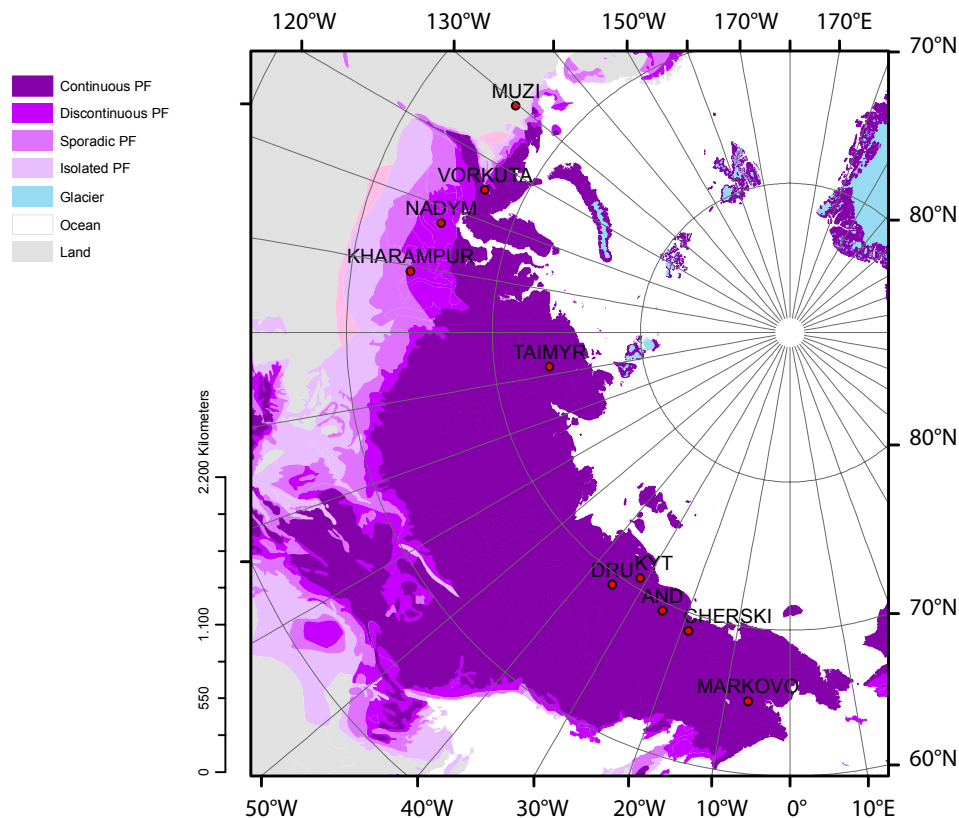 120°W 130°W 150°W 170°W 170°E
70°N
Continuous PF
Discontinuous PF
Sporadic PF
Isolated PF
Glacier
Ocean
Land
MUZI
VORKUTA
NADYM
80°N
KHARAMPUR
TAIMYR
2.200 Kilometers
1.100
550
0
80°N
DRU KYT
AND
CHERSKI
70°N
MARKOVO
60°N
50°W 40°W 30°W 20°W 10°W 0° 10°E